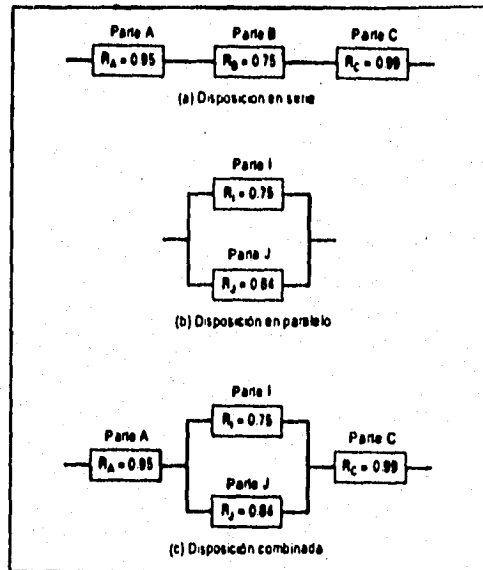 Parte A Parte B Parte C
R_A = 0.95 R_B = 0.75 R_C = 0.99
(a) Disposicion en serie
Parte I
R_I = 0.75
Parte J
R_J = 0.84
(b) Disposición en paralelo
Parte I
R_I = 0.75
Parte A Parte C
R_A = 0.95 R_C = 0.99
Parte J
R_J = 0.84
(c) Disposición combinada